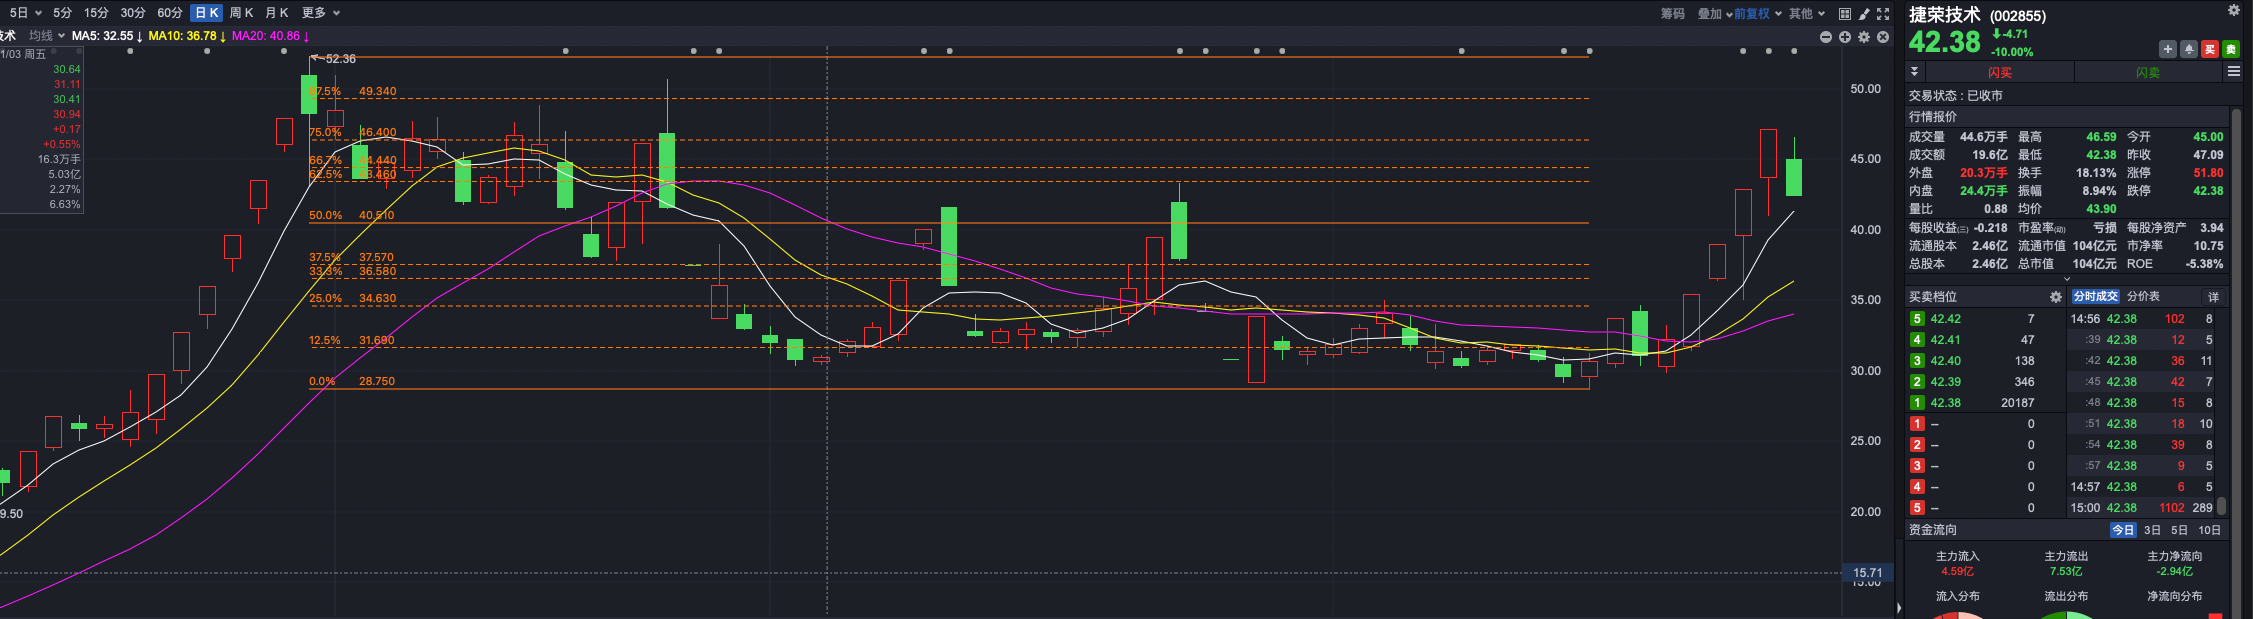 5日 5分 15分 30分 60分 日K 周K 月K 更多
筹码 叠加 前复权 其他
技术 均线 MA5: 32.55↓ MA10: 36.78↓ MA20: 40.86↓
1/03 周五
30.64
31.11
30.41
30.94
+0.17
+0.55%
16.3万手
5.03亿
2.27%
6.63%
9.50
52.36
87.5% 49.340
75.0% 46.400
66.7% 44.440
62.5% 43.460
50.0% 40.510
37.5% 37.570
33.3% 36.580
25.0% 34.630
12.5% 31.690
0.0% 28.750
50.00
45.00
40.00
35.00
30.00
25.00
20.00
15.71
15.00
捷荣技术 (002855)
42.38 -4.71
-10.00%
买 卖
闪买 闪卖
交易状态 : 已收市
行情报价
成交量 44.6万手 最高 46.59 今开 45.00
成交额 19.6亿 最低 42.38 昨收 47.09
外盘 20.3万手 换手 18.13% 涨停 51.80
内盘 24.4万手 振幅 8.94% 跌停 42.38
量比 0.88 均价 43.90
每股收益(三) -0.218 市盈率(动) 亏损 每股净资产 3.94
流通股本 2.46亿 流通市值 104亿元 市净率 10.75
总股本 2.46亿 总市值 104亿元 ROE -5.38%
买卖档位 分时成交 分价表 详
5 42.42 7 14:56 42.38 102 8
4 42.41 47 :39 42.38 12 5
3 42.40 138 :42 42.38 36 11
2 42.39 346 :45 42.38 42 7
1 42.38 20187 :48 42.38 15 8
1 -- 0 :51 42.38 18 10
2 -- 0 :54 42.38 39 8
3 -- 0 :57 42.38 9 5
4 -- 0 14:57 42.38 6 5
5 -- 0 15:00 42.38 1102 289
资金流向 今日 3日 5日 10日
主力流入 主力流出 主力净流向
4.59亿 7.53亿 -2.94亿
流入分布 流出分布 净流向分布